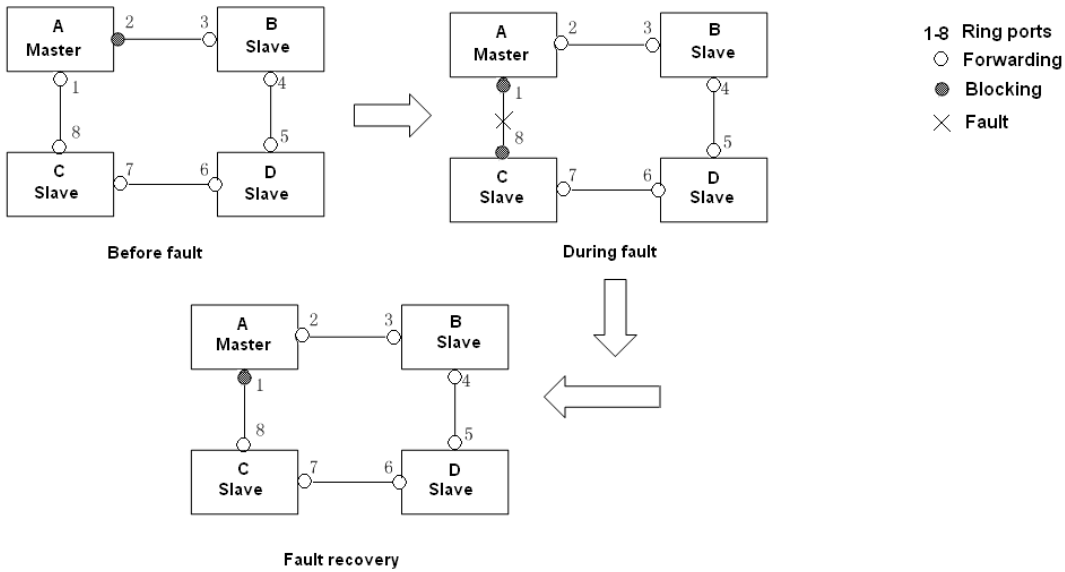 A
Master
2
3
B
Slave
1
4
8
5
C
Slave
7
6
D
Slave
Before fault
A
Master
2
3
B
Slave
1
4
8
5
C
Slave
7
6
D
Slave
During fault
1-8 Ring ports
Forwarding
Blocking
Fault
A
Master
2
3
B
Slave
1
4
8
5
C
Slave
7
6
D
Slave
Fault recovery